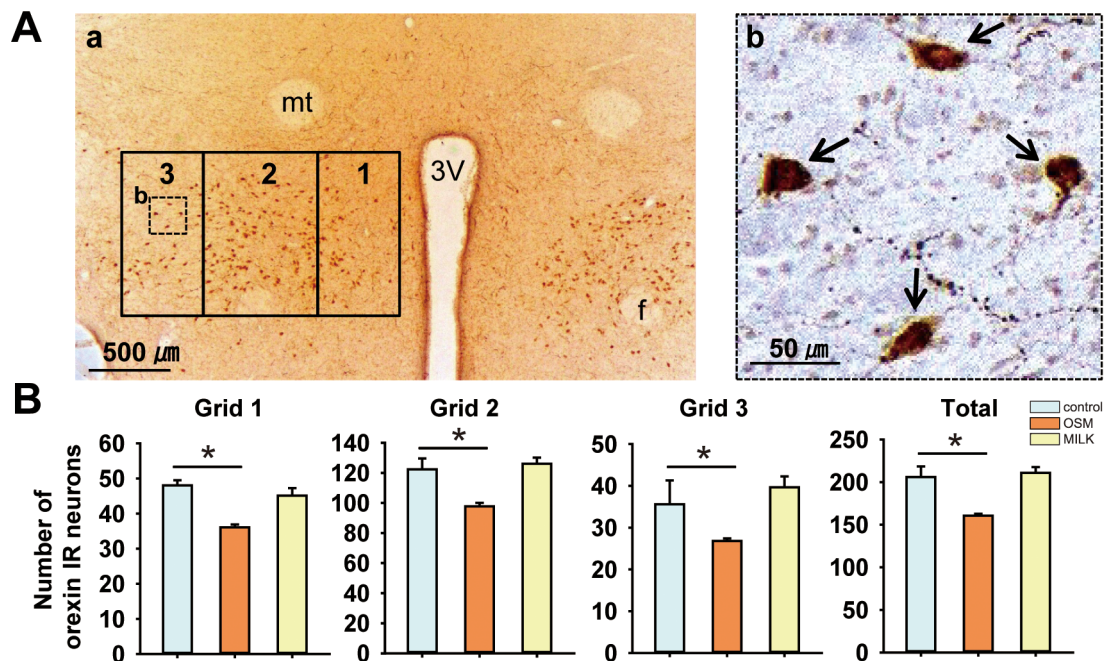 A
a
mt
3
2
1
3V
b
f
500 ㎛
b
50 ㎛
B
Grid 1
Grid 2
Grid 3
Total
control
OSM
MILK
Number of
orexin IR neurons
60
50
40
30
20
10
0
*
140
120
100
80
60
40
20
0
*
50
40
30
20
10
0
*
250
200
150
100
50
0
*